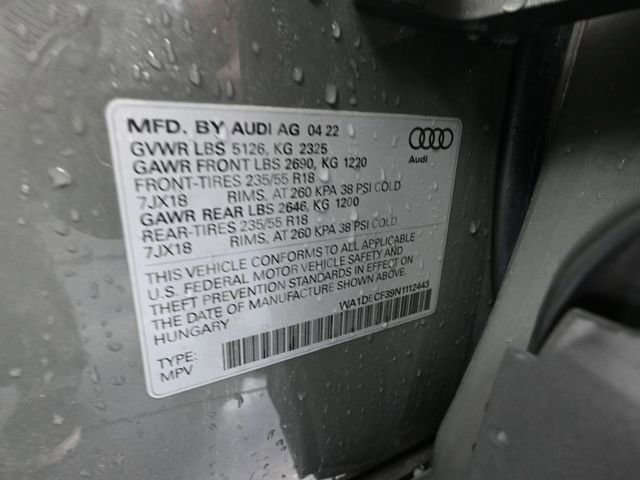 MFD. BY AUDI AG 04 22
GVWR LBS 5126, KG 2325
GAWR FRONT LBS 2690, KG 1220
FRONT-TIRES 235/55 R18
7JX18 RIMS, AT 260 KPA 38 PSI COLD
GAWR REAR LBS 2646, KG 1200
REAR-TIRES 235/55 R18
7JX18 RIMS, AT 260 KPA 38 PSI COLD
Audi
THIS VEHICLE CONFORMS TO ALL APPLICABLE
U.S. FEDERAL MOTOR VEHICLE SAFETY AND
THEFT PREVENTION STANDARDS IN EFFECT ON
THE DATE OF MANUFACTURE SHOWN ABOVE.
HUNGARY
WA1DECF39N1112443
TYPE:
MPV